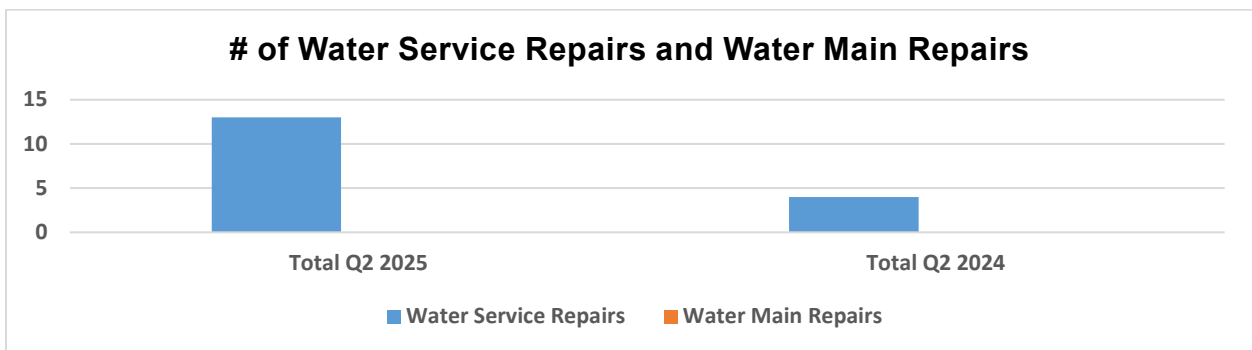 # of Water Service Repairs and Water Main Repairs
15
10
5
0
Total Q2 2025 Total Q2 2024
Water Service Repairs Water Main Repairs